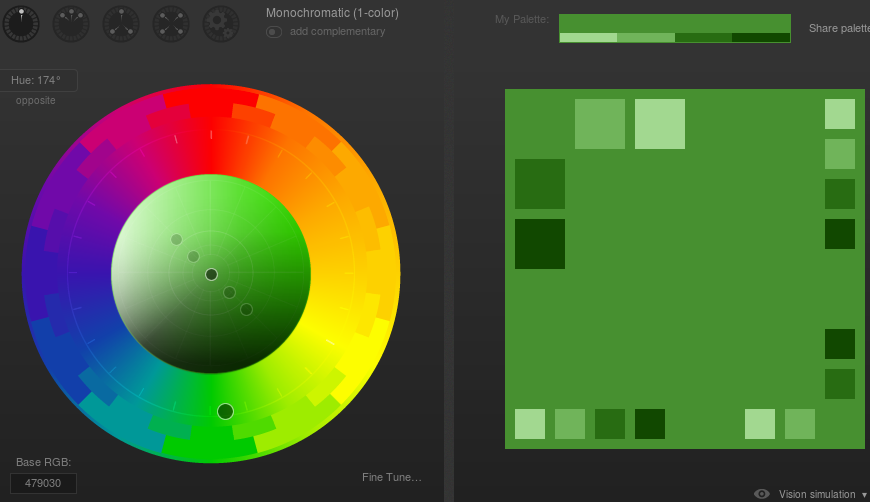 Monochromatic (1-color)
add complementary
My Palette:
Share palette
Hue: 174°
opposite
Base RGB:
479030
Fine Tune...
Vision simulation ▾